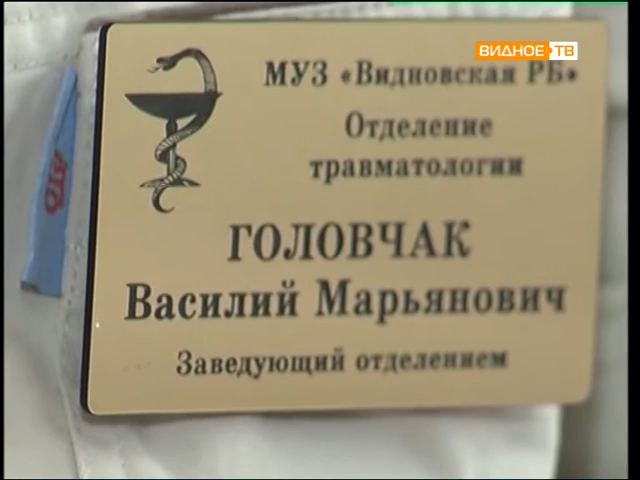 ВИДНОЕ ТВ
МУЗ «Видновская РБ»
Отделение
травматологии
ГОЛОВЧАК
Василий Марьянович
Заведующий отделением